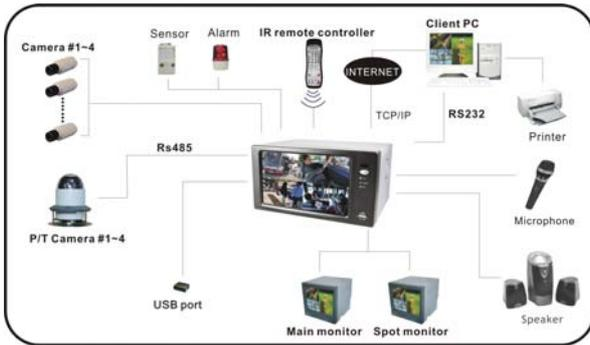 Camera #1~4
Sensor
Alarm
IR remote controller
Client PC
INTERNET
TCP/IP
RS232
Printer
Rs485
P/T Camera #1~4
Microphone
USB port
Main monitor
Spot monitor
Speaker